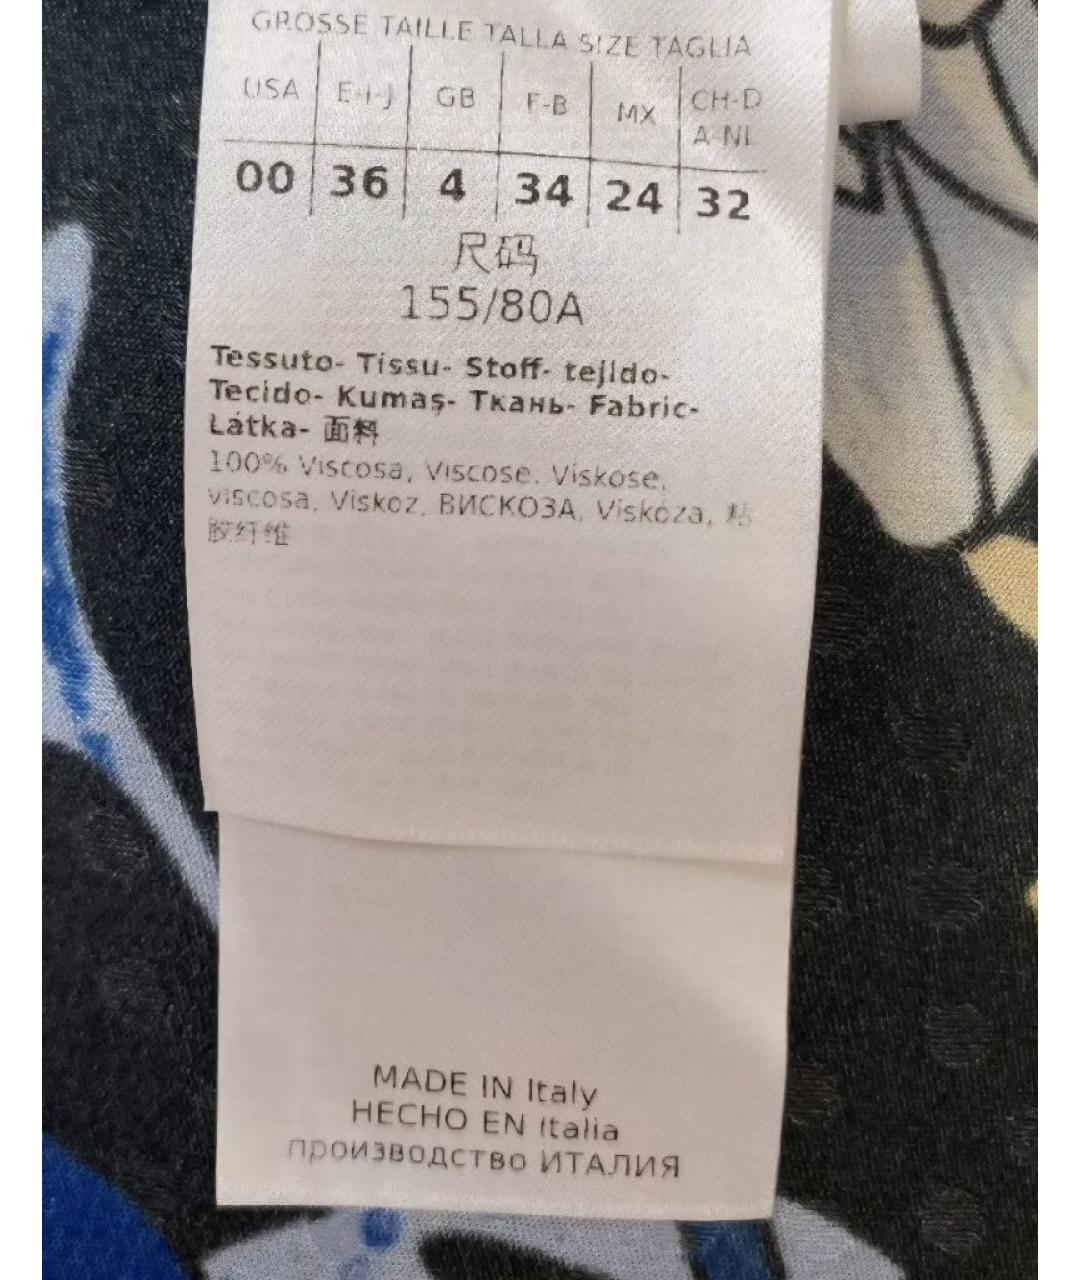 GROSSE TAILLE TALLA SIZE TAGLIA
USA E-I-J GB F-B MX CH-D
A-NL
00 36 4 34 24 32
尺码
155/80A
Tessuto- Tissu- Stoff- tejido-
Tecido- Kumaş- Ткань- Fabric-
Látka- 面料
100% Viscosa, Viscose, Viskose,
viscosa, Viskoz, ВИСКОЗА, Viskóza, 粘
胶纤维
MADE IN Italy
HECHO EN Italia
производство ИТАЛИЯ